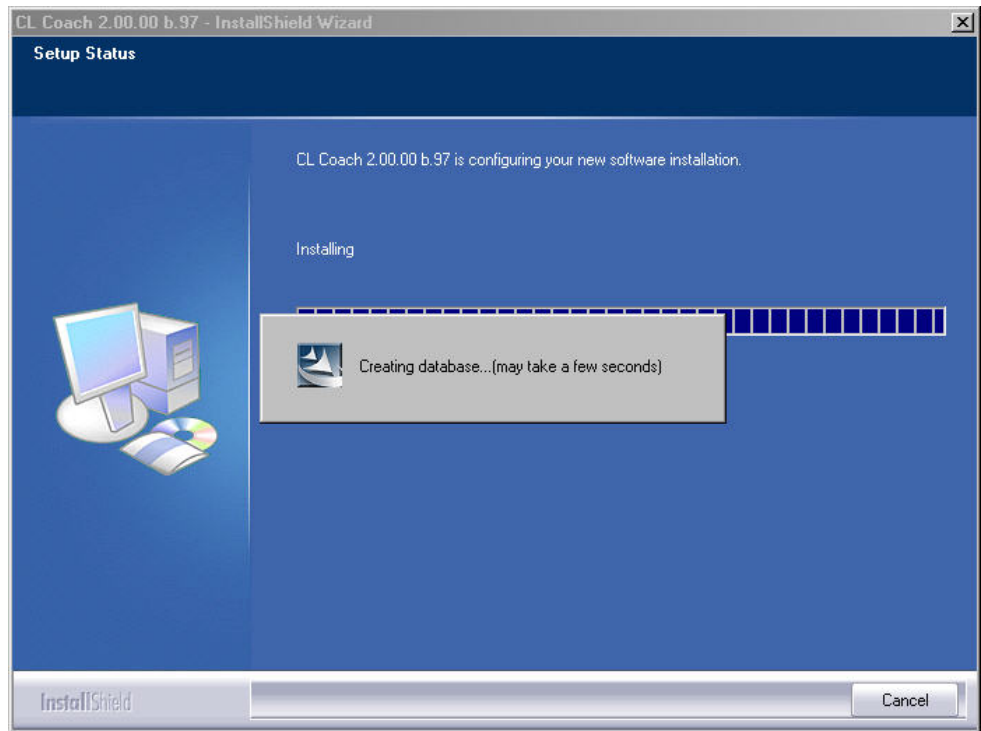 CL Coach 2.00.00 b.97 - InstallShield Wizard
Setup Status
CL Coach 2.00.00 b.97 is configuring your new software installation.
Installing
Creating database...(may take a few seconds)
InstallShield
Cancel